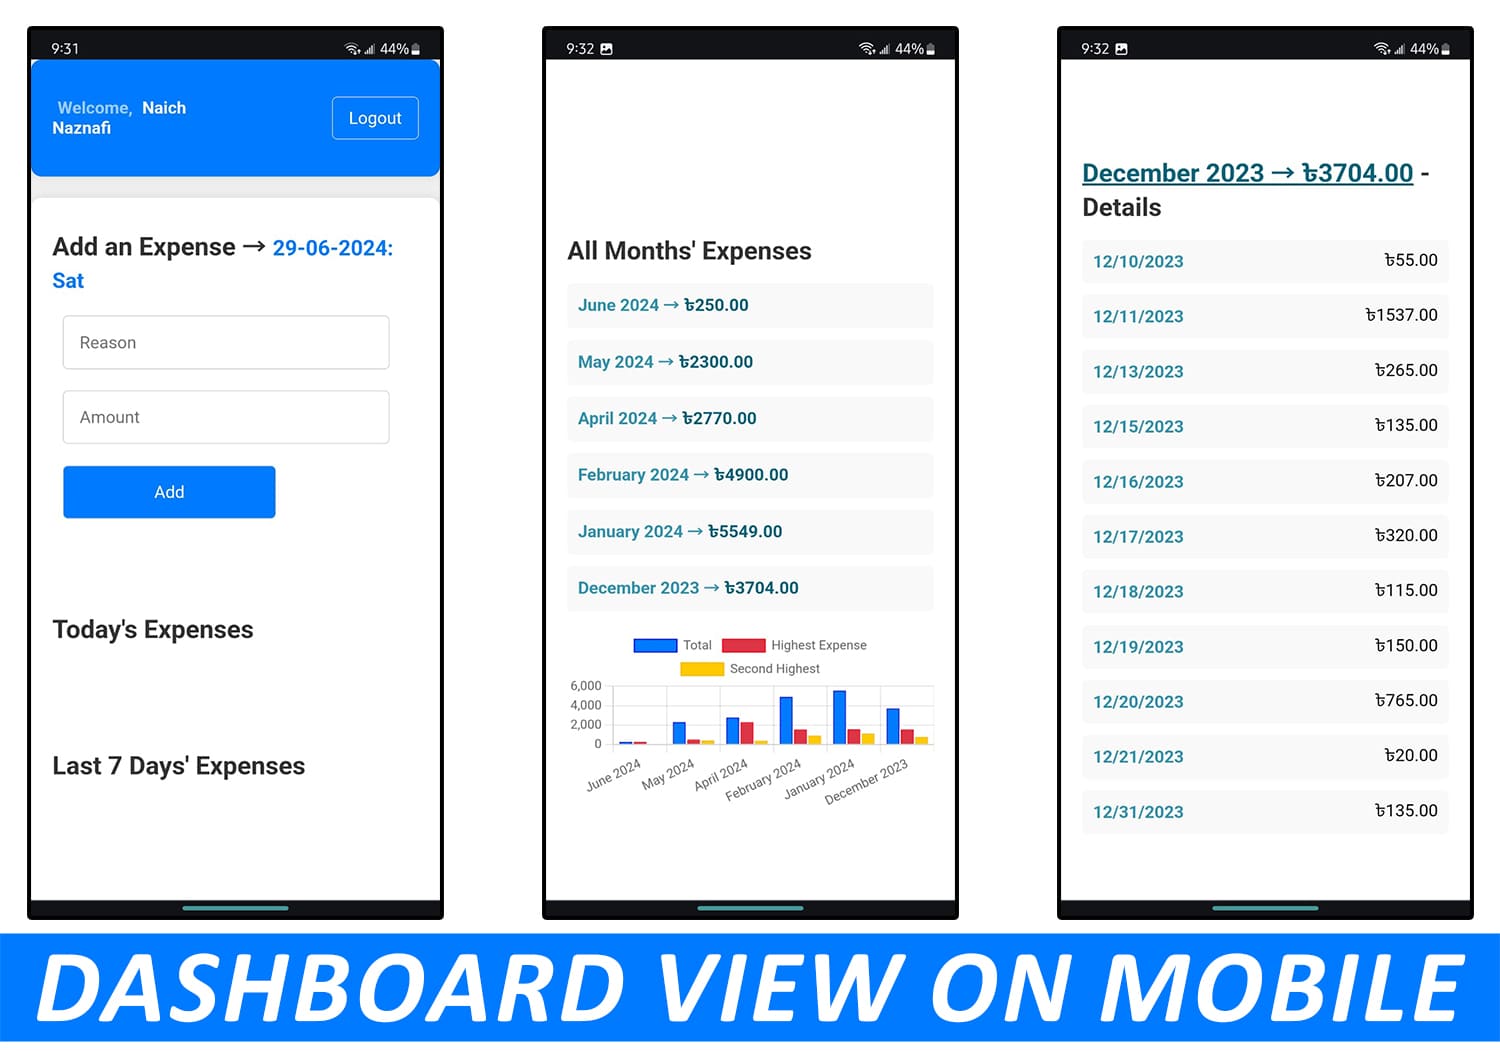 9:31
44%
Welcome, Naich
Naznafi
Logout
Add an Expense → 29-06-2024:
Sat
Reason
Amount
Add
Today's Expenses
Last 7 Days' Expenses
9:32
44%
All Months' Expenses
June 2024 → ৳250.00
May 2024 → ৳2300.00
April 2024 → ৳2770.00
February 2024 → ৳4900.00
January 2024 → ৳5549.00
December 2023 → ৳3704.00
Total Highest Expense
Second Highest
6,000
4,000
2,000
0
June 2024
May 2024
April 2024
February 2024
January 2024
December 2023
9:32
44%
December 2023 → ৳3704.00 -
Details
12/10/2023 ৳55.00
12/11/2023 ৳1537.00
12/13/2023 ৳265.00
12/15/2023 ৳135.00
12/16/2023 ৳207.00
12/17/2023 ৳320.00
12/18/2023 ৳115.00
12/19/2023 ৳150.00
12/20/2023 ৳765.00
12/21/2023 ৳20.00
12/31/2023 ৳135.00
DASHBOARD VIEW ON MOBILE